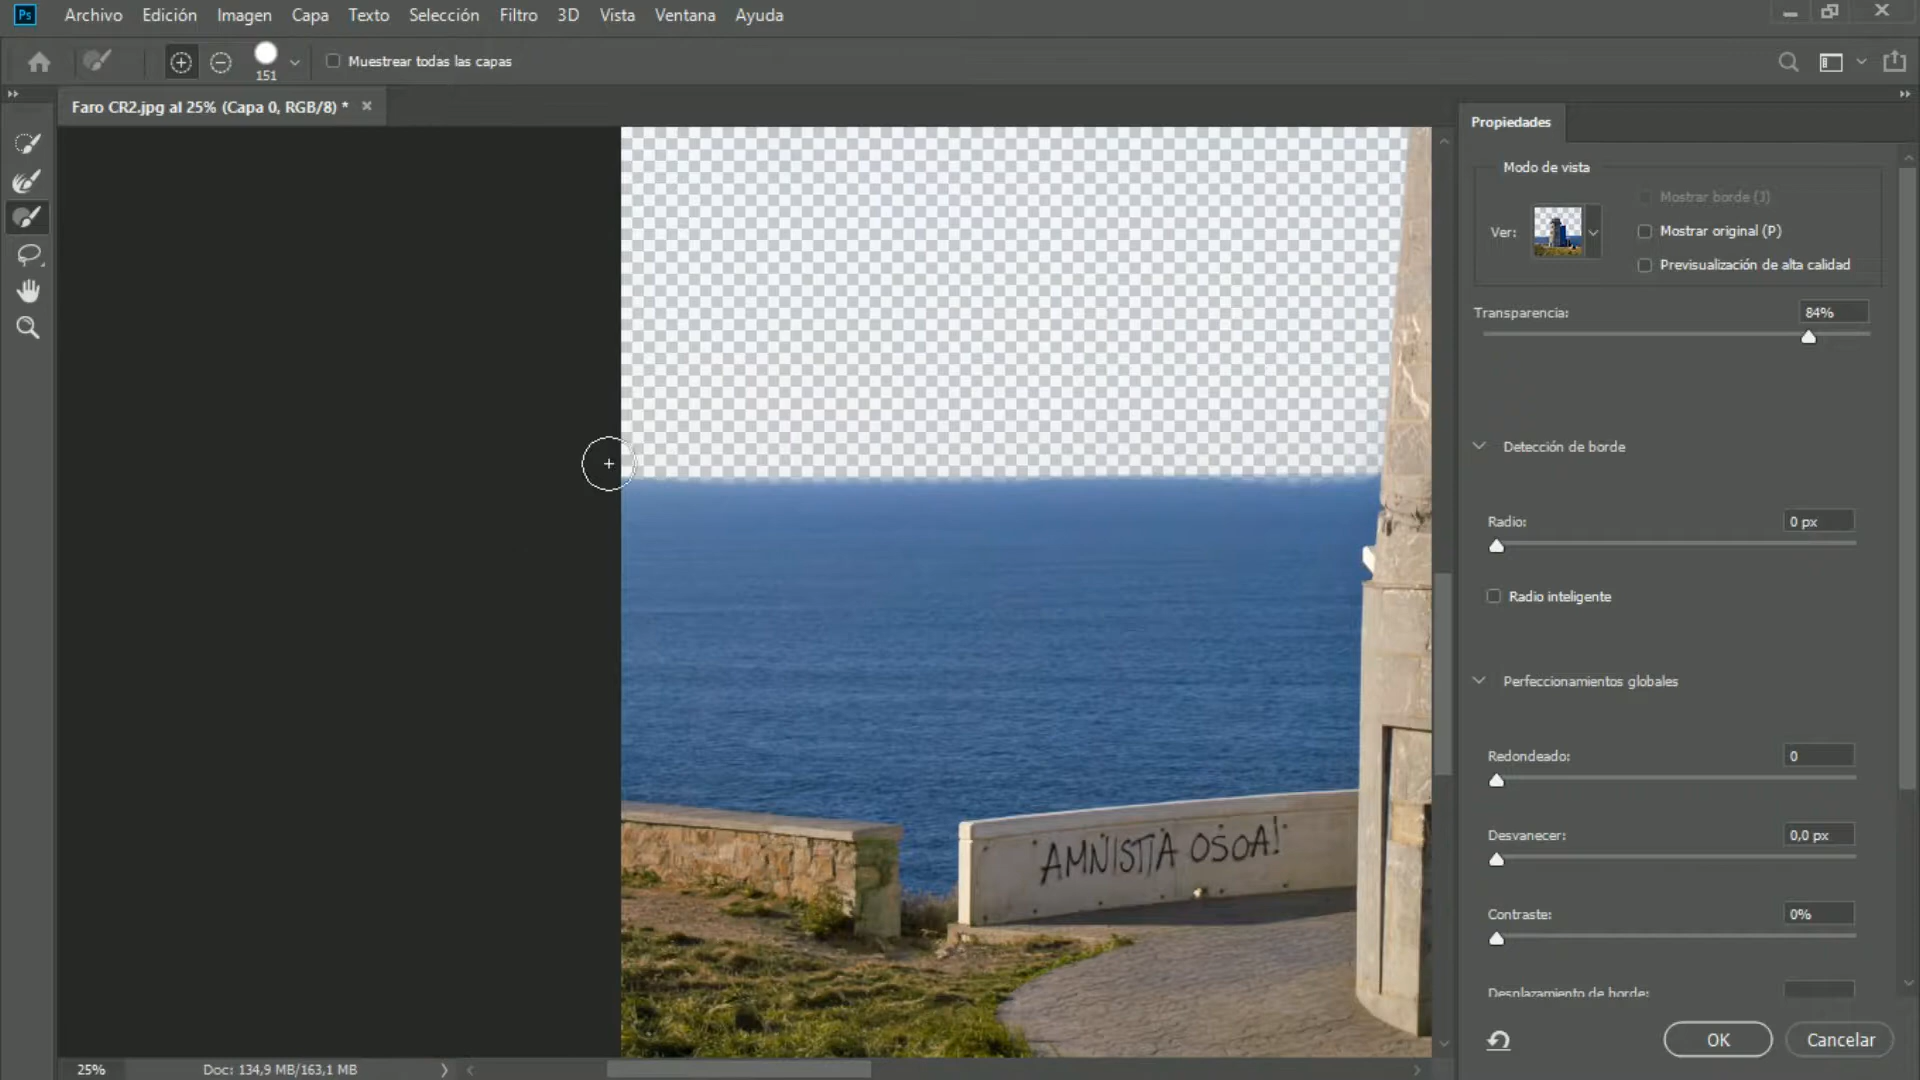 Ps Archivo Edición Imagen Capa Texto Selección Filtro 3D Vista Ventana Ayuda
151 Muestrear todas las capas
Faro CR2.jpg al 25% (Capa 0, RGB/8) *
Propiedades
Modo de vista
Mostrar borde (J)
Ver: Mostrar original (P)
Previsualización de alta calidad
Transparencia: 84%
Detección de borde
Radio: 0 px
Radio inteligente
Perfeccionamientos globales
Redondeado: 0
Desvanecer: 0,0 px
AMNISTIA OSOA!
Contraste: 0%
Desplazamiento de borde:
OK Cancelar
25% Doc: 134,9 MB/163,1 MB